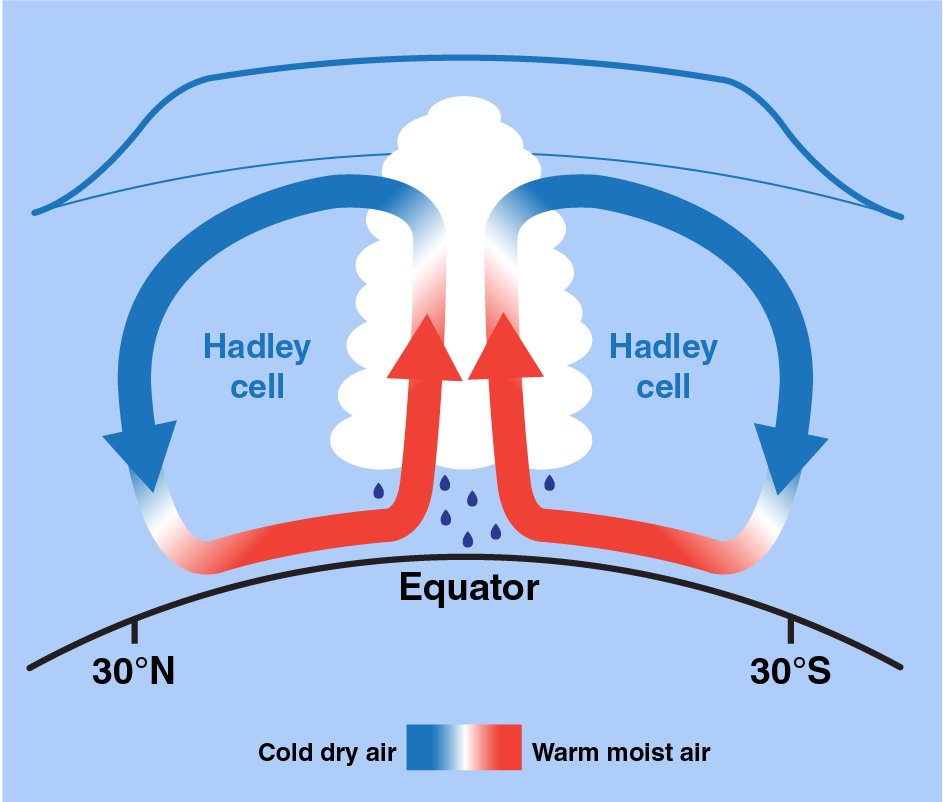 Hadley
cell
Hadley
cell
Equator
30°N
30°S
Cold dry air
Warm moist air